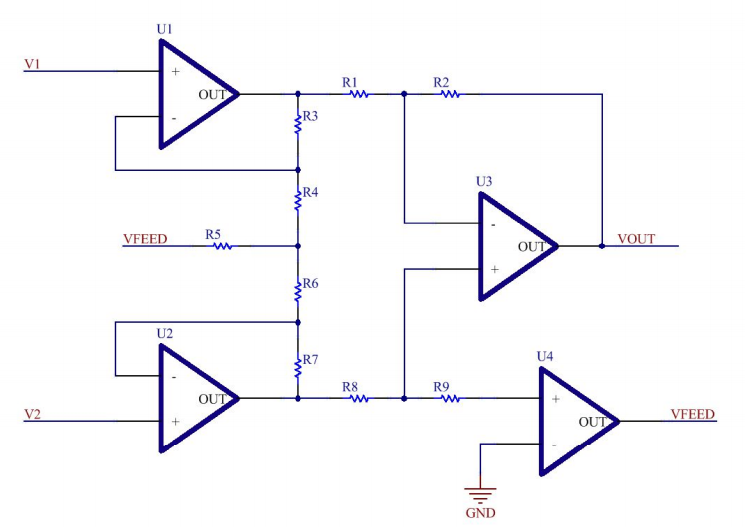 U1
V1
+
OUT
-
R1
R2
R3
R4
VFEED
R5
U3
-
OUT
+
VOUT
R6
U2
-
OUT
+
V2
R7
R8
R9
U4
+
OUT
-
VFEED
GND